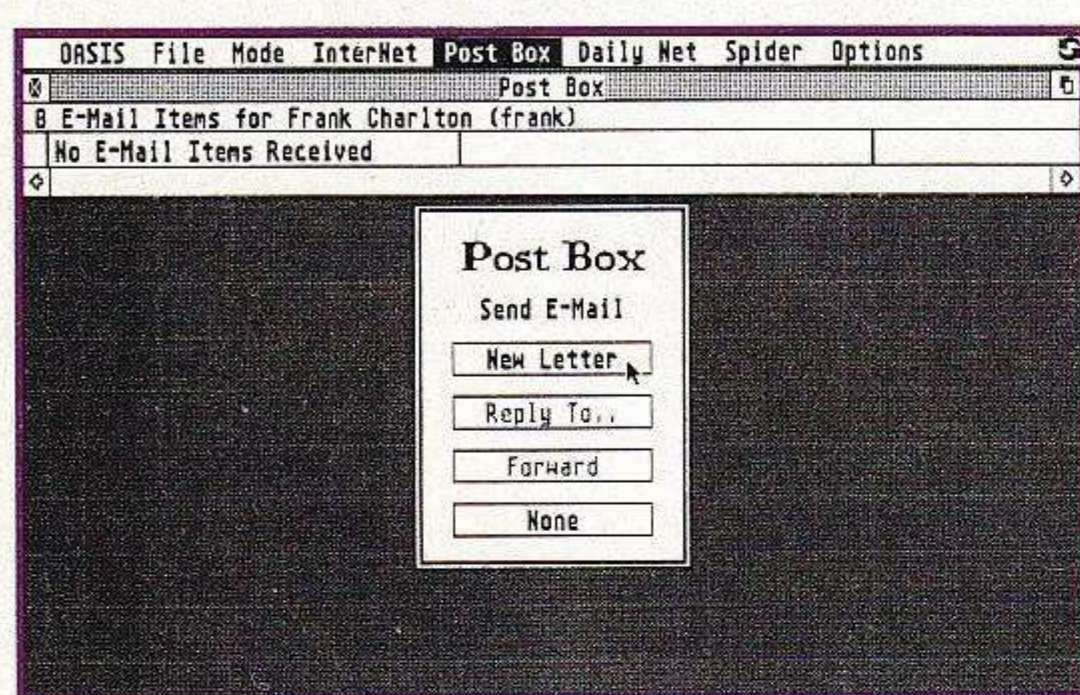 OASIS File Mode InterNet Post Box Daily Net Spider Options
Post Box
8 E-Mail Items for Frank Charlton (frank)
No E-Mail Items Received
Post Box
Send E-Mail
New Letter
Reply To..
Forward
None